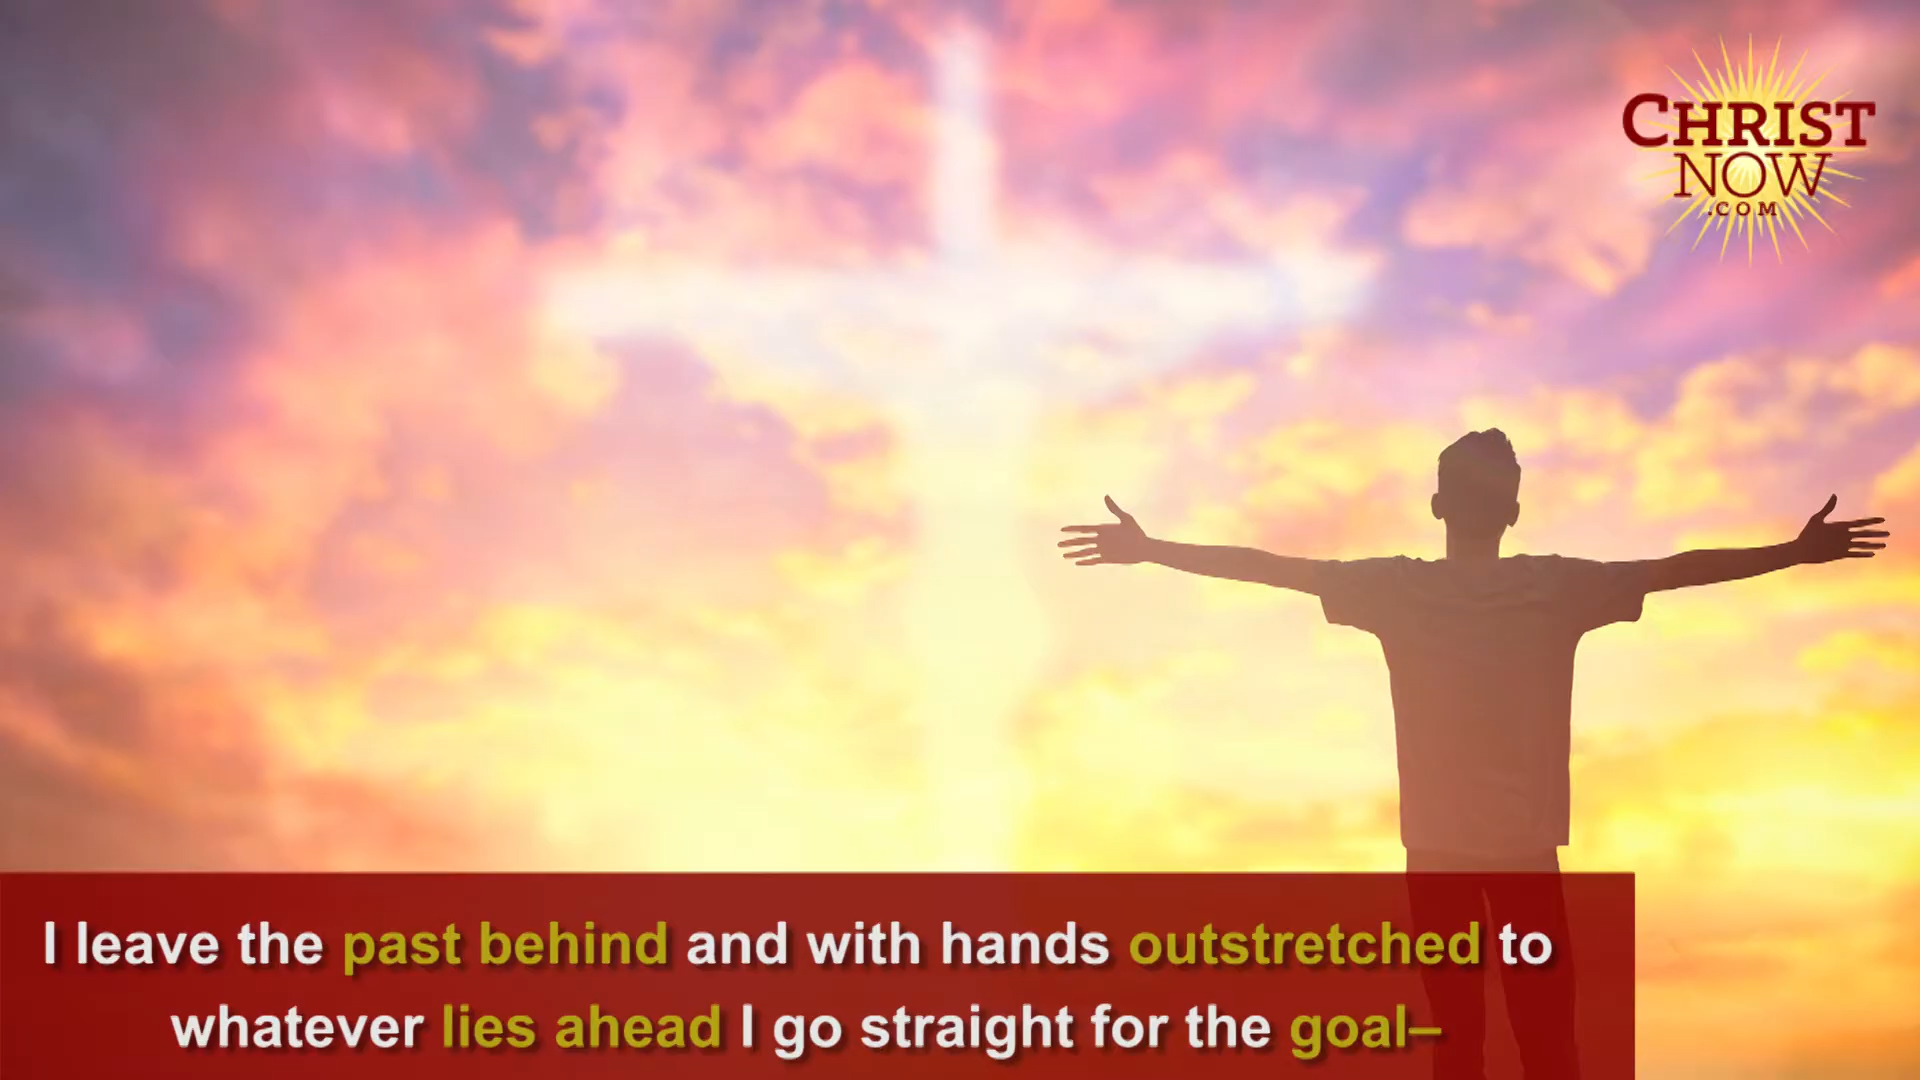 CHRIST
NOW
.COM
I leave the past behind and with hands outstretched to
whatever lies ahead I go straight for the goal–